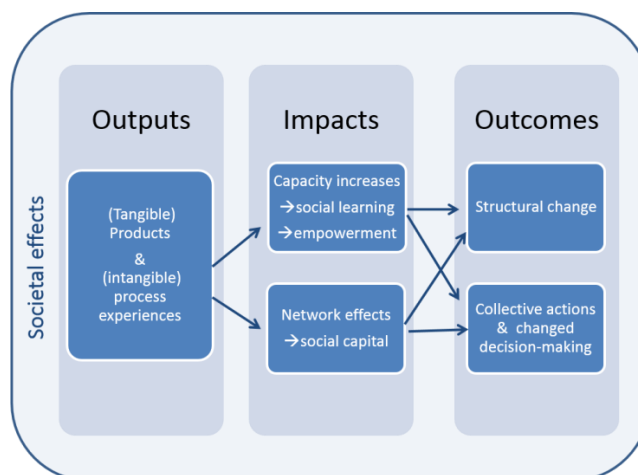 Societal effects
Outputs
(Tangible)
Products
&
(intangible)
process
experiences
Impacts
Capacity increases
→social learning
→empowerment
Network effects
→social capital
Outcomes
Structural change
Collective actions
& changed
decision-making